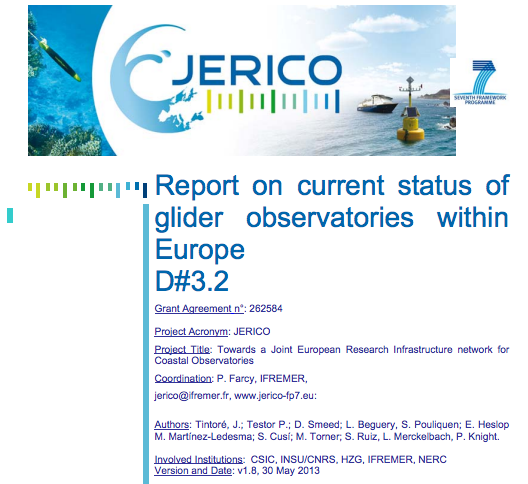 JERICO
SEVENTH FRAMEWORK
PROGRAMME
Report on current status of
glider observatories within
Europe
D#3.2
Grant Agreement n°: 262584
Project Acronym: JERICO
Project Title: Towards a Joint European Research Infrastructure network for
Coastal Observatories
Coordination: P. Farcy, IFREMER,
jerico@ifremer.fr, www.jerico-fp7.eu:
Authors: Tintoré, J.; Testor P.; D. Smeed; L. Beguery, S. Pouliquen; E. Heslop
M. Martínez-Ledesma; S. Cusí; M. Torner; S. Ruiz, L. Merckelbach, P. Knight.
Involved Institutions: CSIC, INSU/CNRS, HZG, IFREMER, NERC
Version and Date: v1.8, 30 May 2013